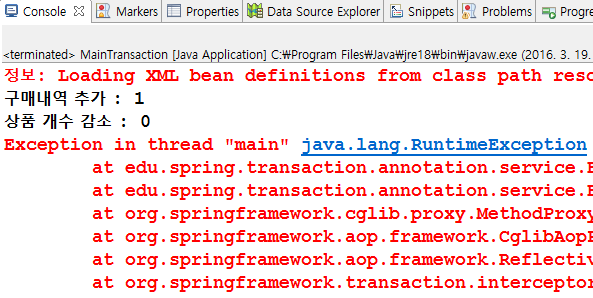 Console Markers Properties Data Source Explorer Snippets Problems Progre
<terminated> MainTransaction [Java Application] C:₩Program Files₩Java₩jre18₩bin₩javaw.exe (2016. 3. 19.
정보: Loading XML bean definitions from class path reso
구매내역 추가 : 1
상품 개수 감소 : 0
Exception in thread "main" java.lang.RuntimeException
at edu.spring.transaction.annotation.service.
at edu.spring.transaction.annotation.service.
at org.springframework.cglib.proxy.MethodProxy
at org.springframework.aop.framework.CglibAop
at org.springframework.aop.framework.Reflectiv
at org.springframework.transaction.interceptor